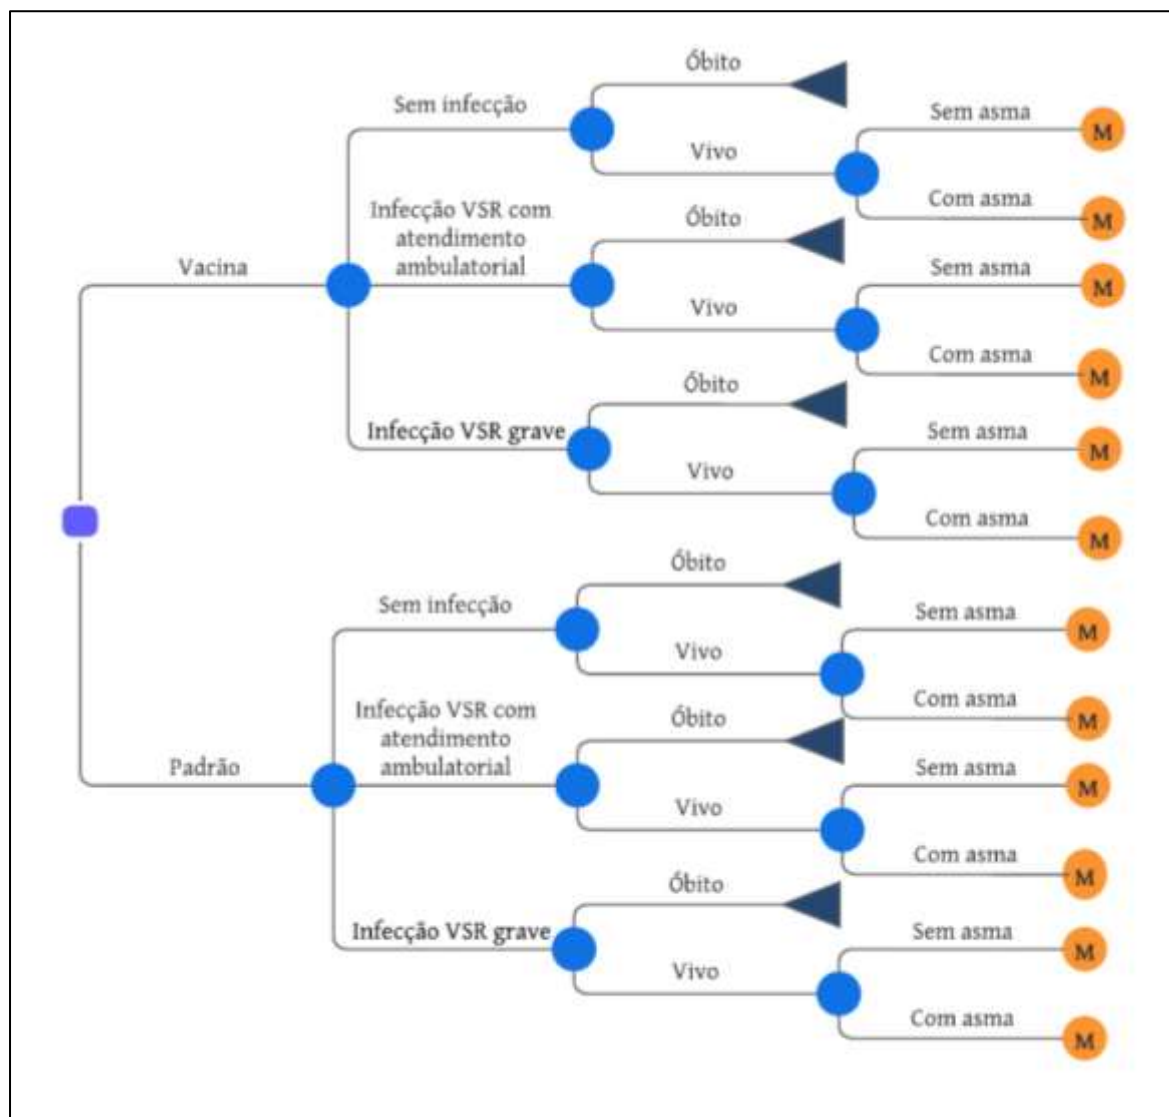 Óbito
Sem infecção
Sem asma
M
Vivo
Com asma
M
Infecção VSR com
atendimento
ambulatorial
Óbito
Vacina
Sem asma
M
Vivo
Com asma
M
Óbito
Infecção VSR grave
Sem asma
M
Vivo
Com asma
M
Óbito
Sem infecção
Sem asma
M
Vivo
Com asma
M
Infecção VSR com
atendimento
ambulatorial
Óbito
Padrão
Sem asma
M
Vivo
Com asma
M
Óbito
Infecção VSR grave
Sem asma
M
Vivo
Com asma
M